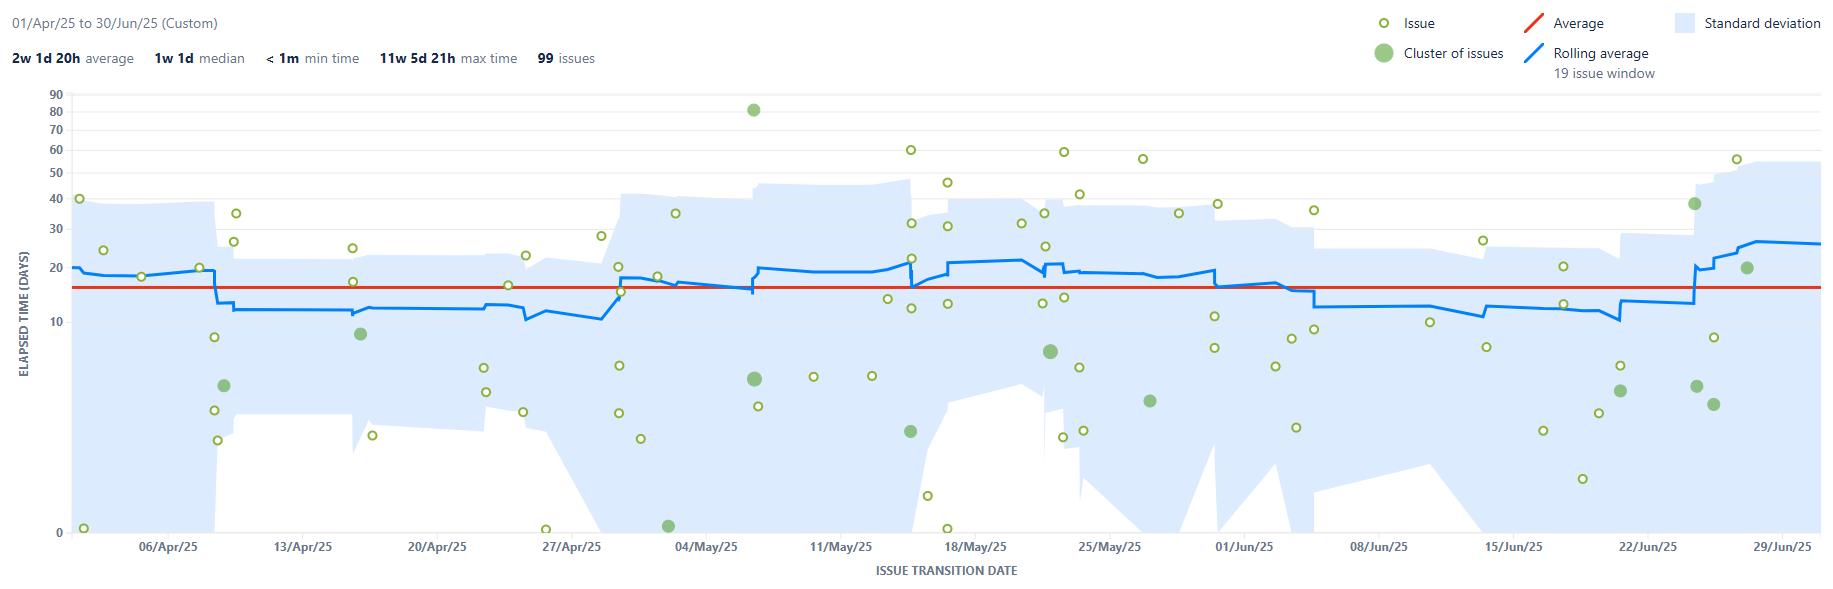 01/Apr/25 to 30/Jun/25 (Custom)
2w 1d 20h average 1w 1d median < 1m min time 11w 5d 21h max time 99 issues
Issue
Average
Standard deviation
Cluster of issues
Rolling average
19 issue window
90
80
70
60
50
40
30
20
10
0
ELAPSED TIME (DAYS)
06/Apr/25 13/Apr/25 20/Apr/25 27/Apr/25 04/May/25 11/May/25 18/May/25 25/May/25 01/Jun/25 08/Jun/25 15/Jun/25 22/Jun/25 29/Jun/25
ISSUE TRANSITION DATE